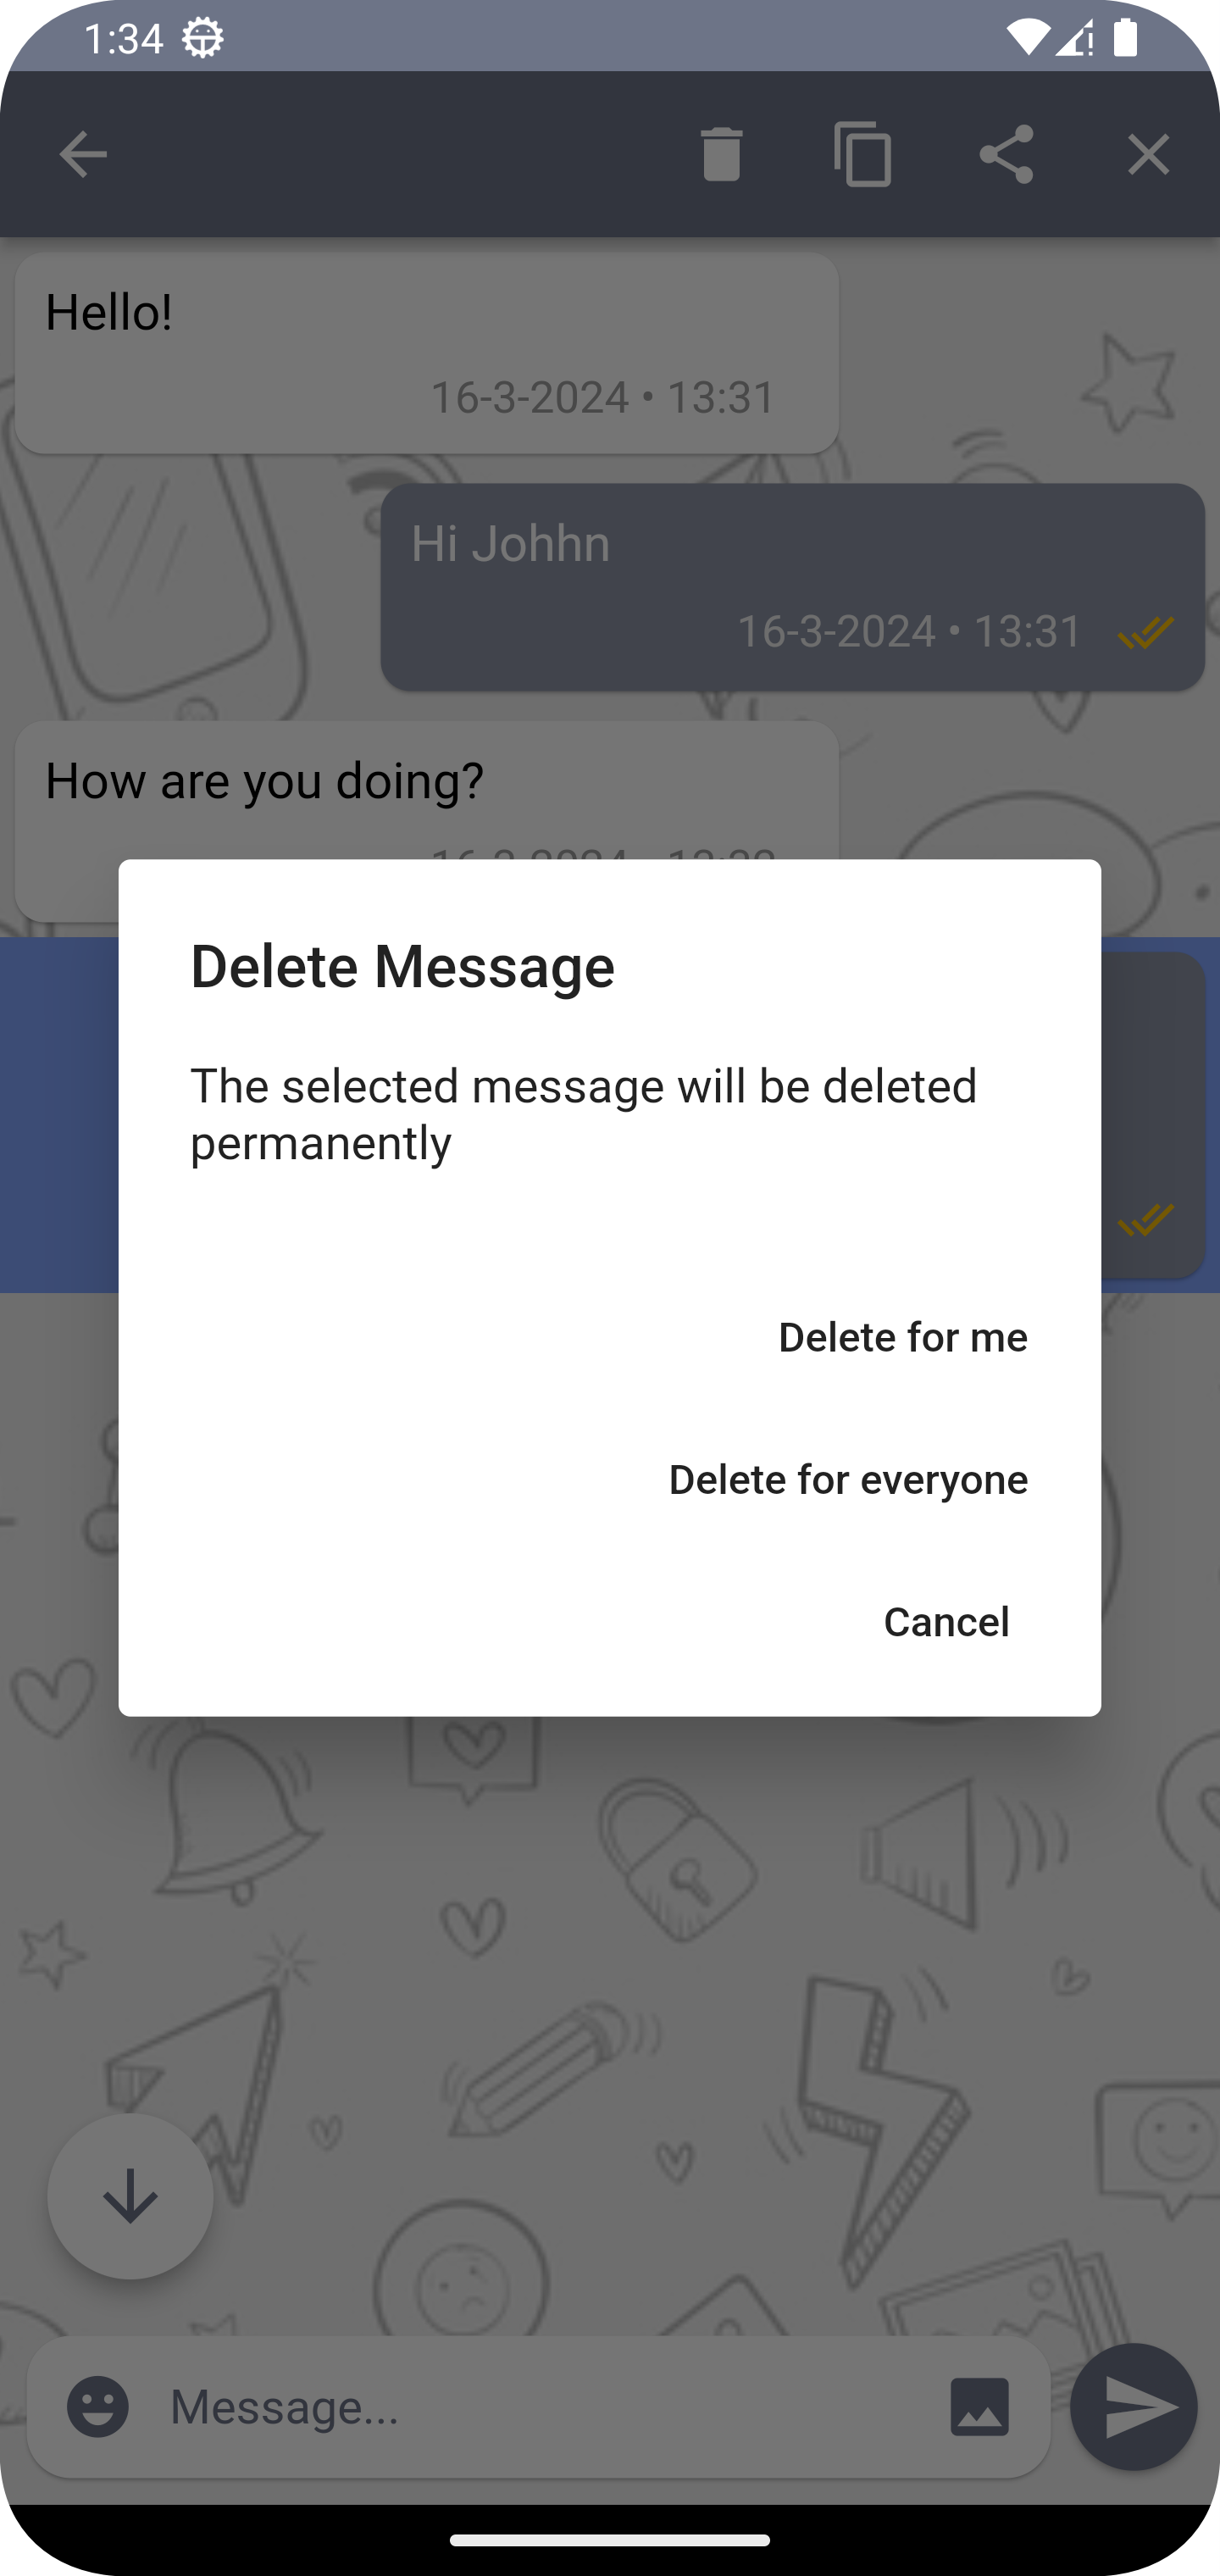 1:34
Hello!
16-3-2024 • 13:31
Hi Johhn
16-3-2024 • 13:31
How are you doing?
Delete Message
The selected message will be deleted
permanently
Delete for me
Delete for everyone
Cancel
Message...